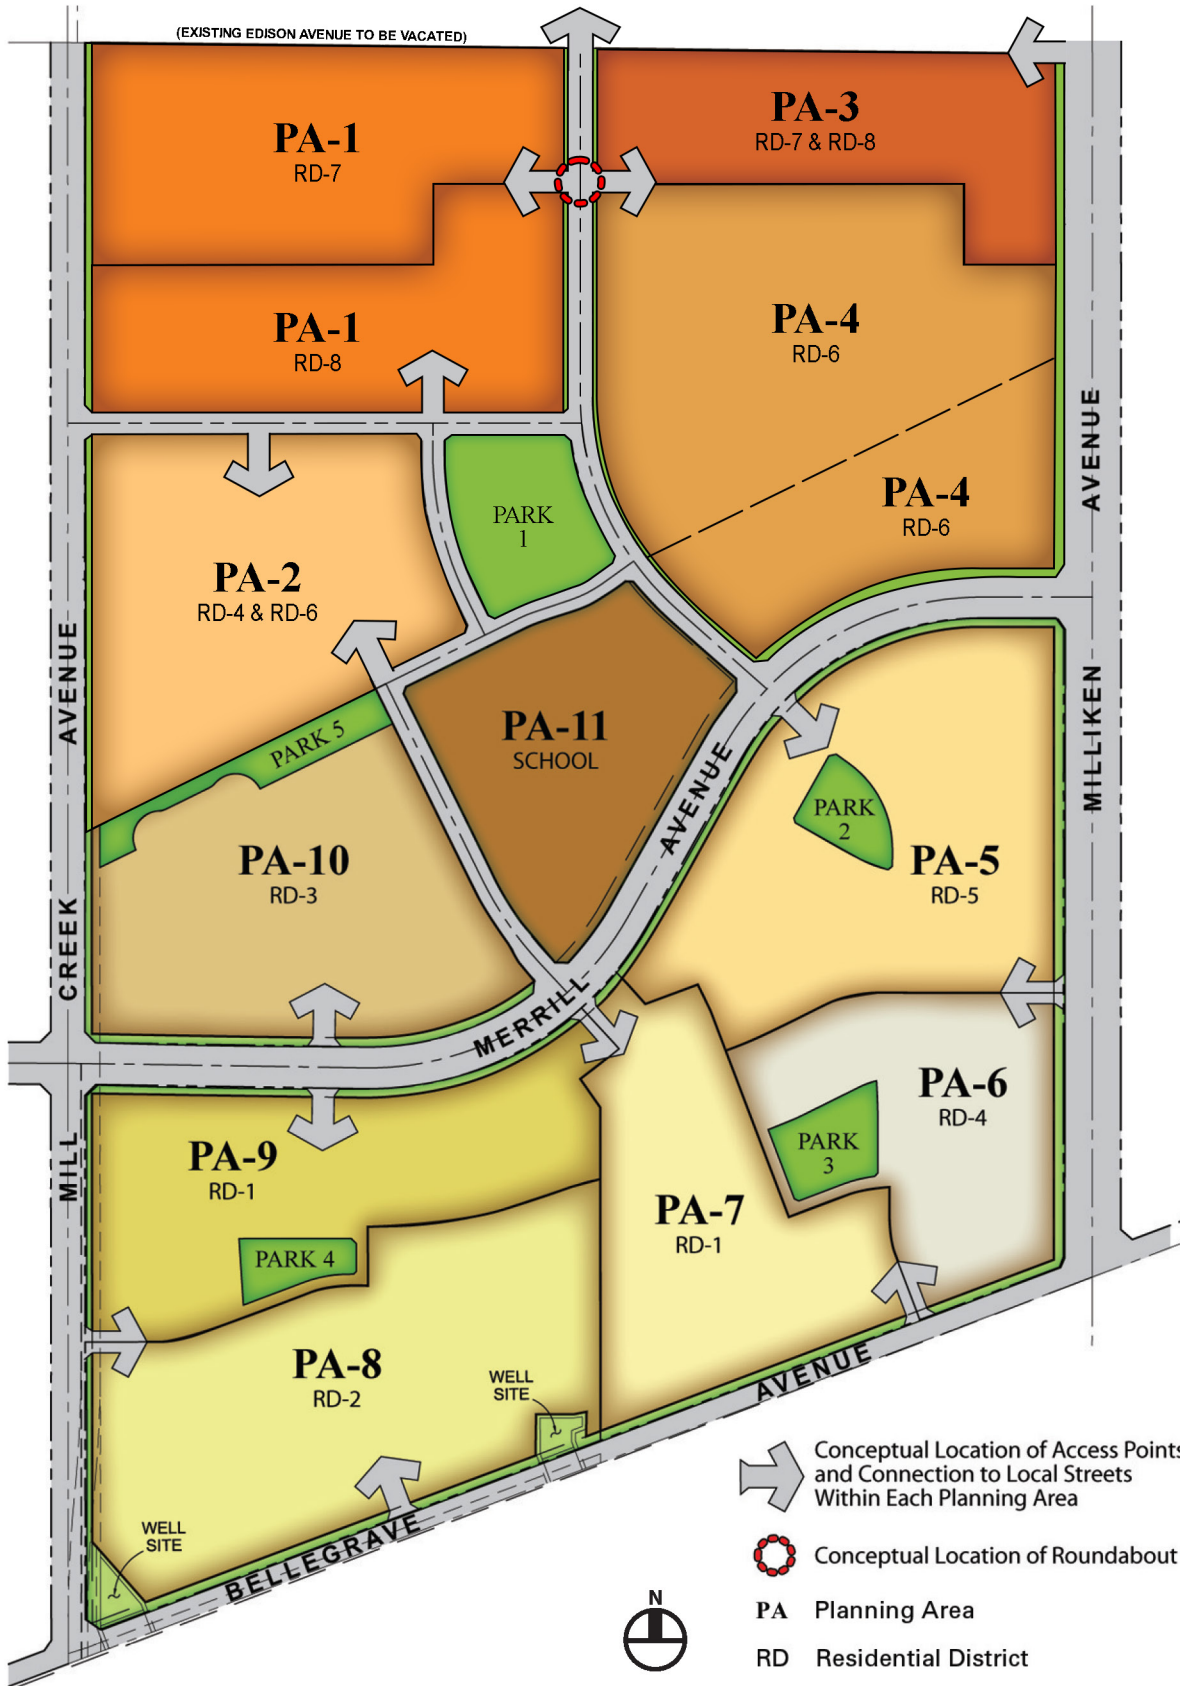 (EXISTING EDISON AVENUE TO BE VACATED)
PA-1
RD-7
PA-3
RD-7 & RD-8
PA-1
RD-8
PA-4
RD-6
PA-4
RD-6
PARK
1
PA-2
RD-4 & RD-6
PA-11
SCHOOL
PARK 5
PARK
2
PA-10
RD-3
PA-5
RD-5
PA-6
RD-4
PARK
3
PA-9
RD-1
PA-7
RD-1
PARK 4
PA-8
RD-2
WELL
SITE
WELL
SITE
MILL CREEK AVENUE
MERRILL AVENUE
MILLIKEN AVENUE
BELLEGRAVE AVENUE
Conceptual Location of Access Points
and Connection to Local Streets
Within Each Planning Area
Conceptual Location of Roundabout
N
PA Planning Area
RD Residential District